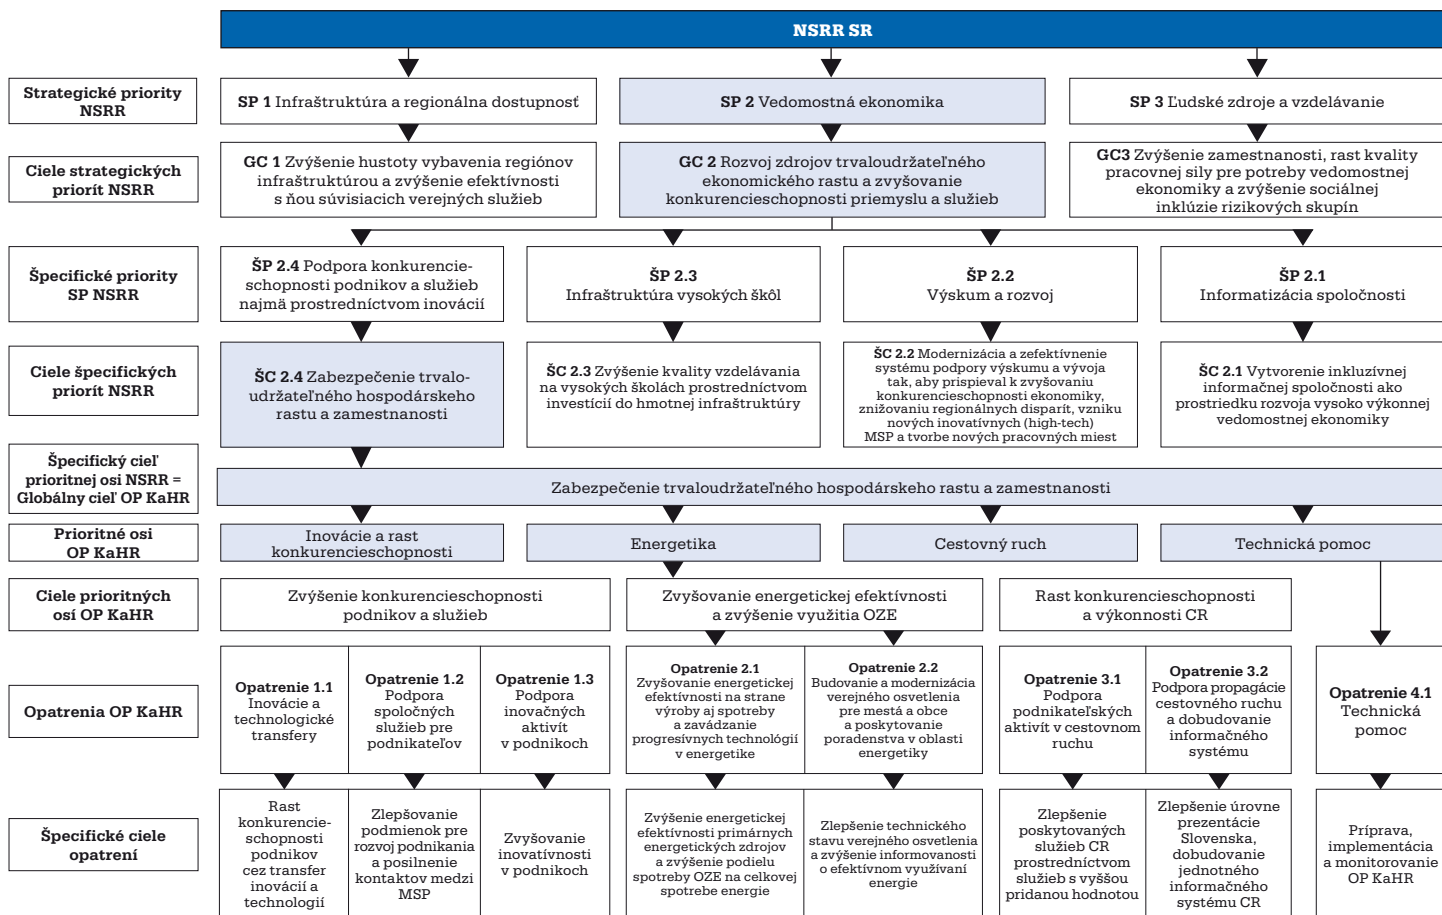 NSRR SR
Strategické priority
NSRR
SP 1 Infraštruktúra a regionálna dostupnosť
SP 2 Vedomostná ekonomika
SP 3 Ľudské zdroje a vzdelávanie
Ciele strategických
priorít NSRR
GC 1 Zvýšenie hustoty vybavenia regiónov
infraštruktúrou a zvýšenie efektívnosti
s ňou súvisiacich verejných služieb
GC 2 Rozvoj zdrojov trvaloudržateľného
ekonomického rastu a zvyšovanie
konkurencieschopnosti priemyslu a služieb
GC3 Zvýšenie zamestnanosti, rast kvality
pracovnej sily pre potreby vedomostnej
ekonomiky a zvýšenie sociálnej
inklúzie rizikových skupín
Špecifické priority
SP NSRR
ŠP 2.4 Podpora konkurencie-
schopnosti podnikov a služieb
najmä prostredníctvom inovácií
ŠP 2.3
Infraštruktúra vysokých škôl
ŠP 2.2
Výskum a rozvoj
ŠP 2.1
Informatizácia spoločnosti
Ciele špecifických
priorít NSRR
ŠC 2.4 Zabezpečenie trvalo-
udržateľného hospodárskeho
rastu a zamestnanosti
ŠC 2.3 Zvýšenie kvality vzdelávania
na vysokých školách prostredníctvom
investícií do hmotnej infraštruktúry
ŠC 2.2 Modernizácia a zefektívnenie
systému podpory výskumu a vývoja
tak, aby prispieval k zvyšovaniu
konkurencieschopnosti ekonomiky,
znižovaniu regionálnych disparít, vzniku
nových inovatívnych (high-tech)
MSP a tvorbe nových pracovných miest
ŠC 2.1 Vytvorenie inkluzívnej
informačnej spoločnosti ako
prostriedku rozvoja vysoko výkonnej
vedomostnej ekonomiky
Špecifický cieľ
prioritnej osi NSRR =
Globálny cieľ OP KaHR
Zabezpečenie trvaloudržateľného hospodárskeho rastu a zamestnanosti
Prioritné osi
OP KaHR
Inovácie a rast
konkurencieschopnosti
Energetika
Cestovný ruch
Technická pomoc
Ciele prioritných
osí OP KaHR
Zvýšenie konkurencieschopnosti
podnikov a služieb
Zvyšovanie energetickej efektívnosti
a zvýšenie využitia OZE
Rast konkurencieschopnosti
a výkonnosti CR
Opatrenia OP KaHR
Opatrenie 1.1
Inovácie a
technologické
transfery
Opatrenie 1.2
Podpora
spoločných
služieb pre
podnikateľov
Opatrenie 1.3
Podpora
inovačných
aktivít
v podnikoch
Opatrenie 2.1
Zvyšovanie energetickej
efektívnosti na strane
výroby aj spotreby
a zavádzanie
progresívnych technológií
v energetike
Opatrenie 2.2
Budovanie a modernizácia
verejného osvetlenia
pre mestá a obce
a poskytovanie
poradenstva v oblasti
energetiky
Opatrenie 3.1
Podpora
podnikateľských
aktivít v cestovnom
ruchu
Opatrenie 3.2
Podpora propagácie
cestovného ruchu
a dobudovanie
informačného
systému
Opatrenie 4.1
Technická
pomoc
Špecifické ciele
opatrení
Rast
konkurencie-
schopnosti
podnikov
cez transfer
inovácií a
technologií
Zlepšovanie
podmienok pre
rozvoj podnikania
a posilnenie
kontaktov medzi
MSP
Zvyšovanie
inovatívnosti
v podnikoch
Zvýšenie energetickej
efektívnosti primárnych
energetických zdrojov
a zvýšenie podielu
spotreby OZE na celkovej
spotrebe energie
Zlepšenie technického
stavu verejného osvetlenia
a zvýšenie informovanosti
o efektívnom využívaní
energie
Zlepšenie
poskytovaných
služieb CR
prostredníctvom
služieb s vyššou
pridanou hodnotou
Zlepšenie úrovne
prezentácie
Slovenska,
dobudovanie
jednotného
informačného
systému CR
Príprava,
implementácia
a monitorovanie
OP KaHR